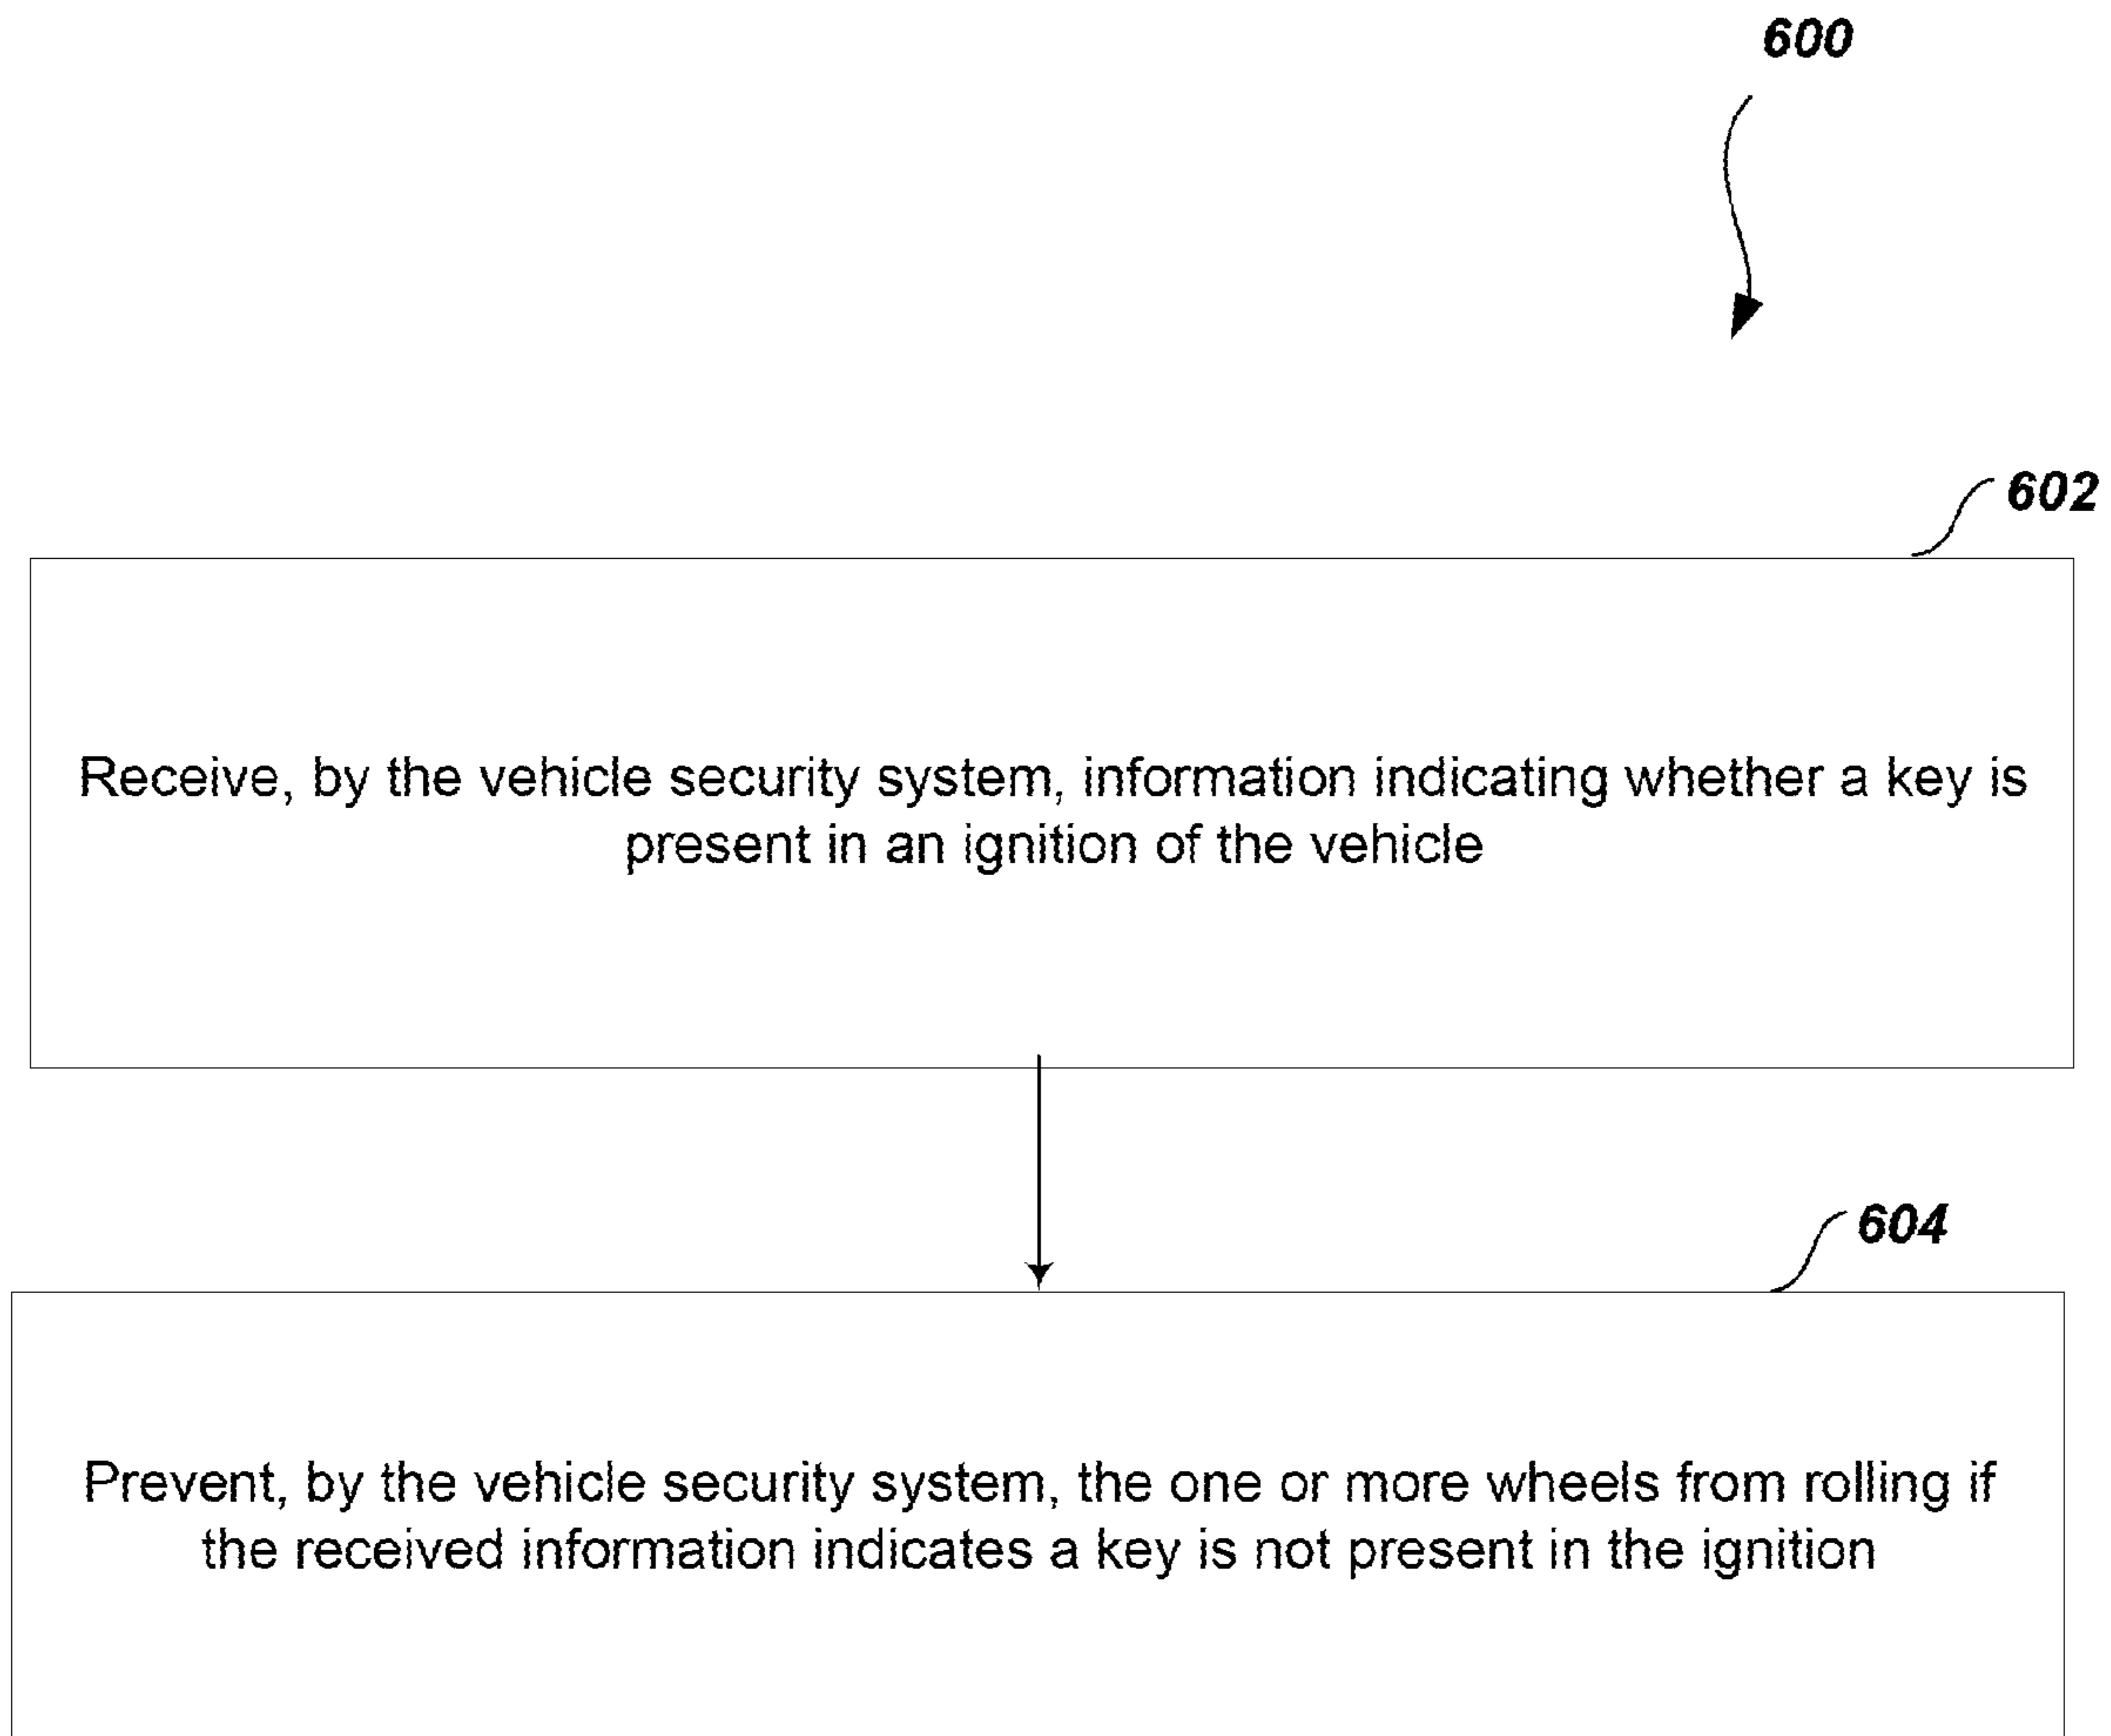 600
602
Receive, by the vehicle security system, information indicating whether a key is
present in an ignition of the vehicle
604
Prevent, by the vehicle security system, the one or more wheels from rolling if
the received information indicates a key is not present in the ignition